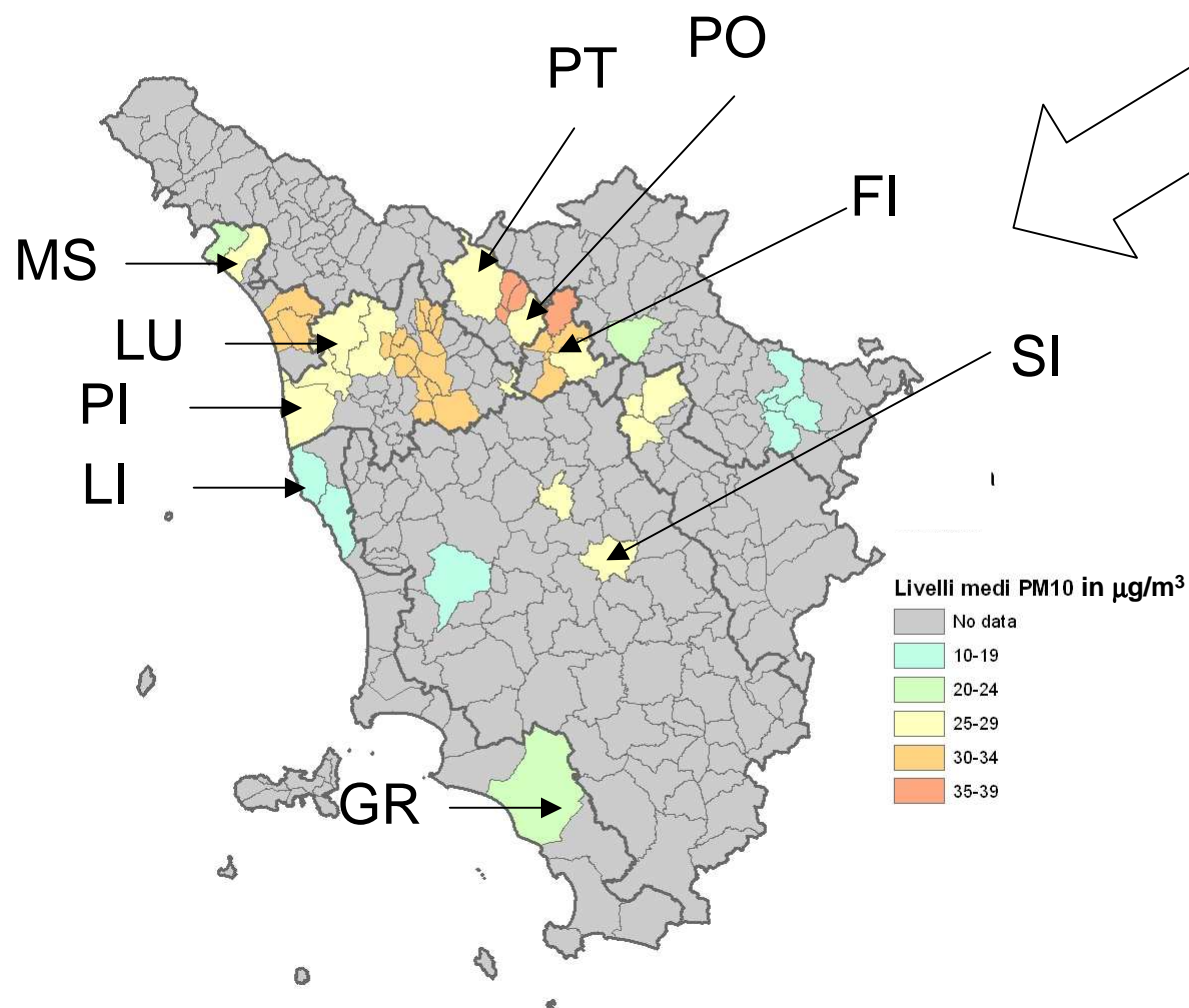 PO
PT
FI
MS
LU
SI
PI
LI
Livelli medi PM10 in µg/m³
No data
10-19
20-24
25-29
30-34
35-39
GR